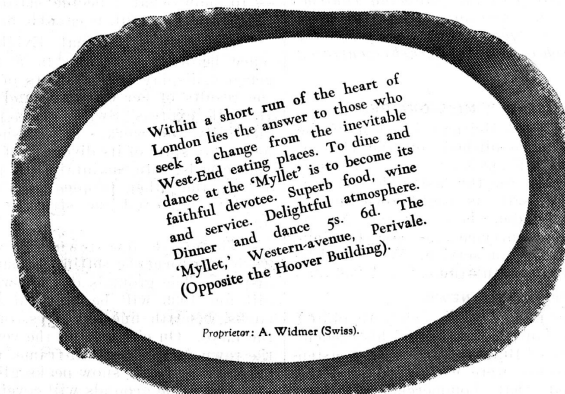 Within a short run of the heart of
London lies the answer to those who
seek a change from the inevitable
West-End eating places. To dine and
dance at the ‘Myllet’ is to become its
faithful devotee. Superb food, wine
and service. Delightful atmosphere.
Dinner and dance 5s. 6d. The
‘Myllet,’ Western-avenue, Perivale.
(Opposite the Hoover Building).
Proprietor: A. Widmer (Swiss).